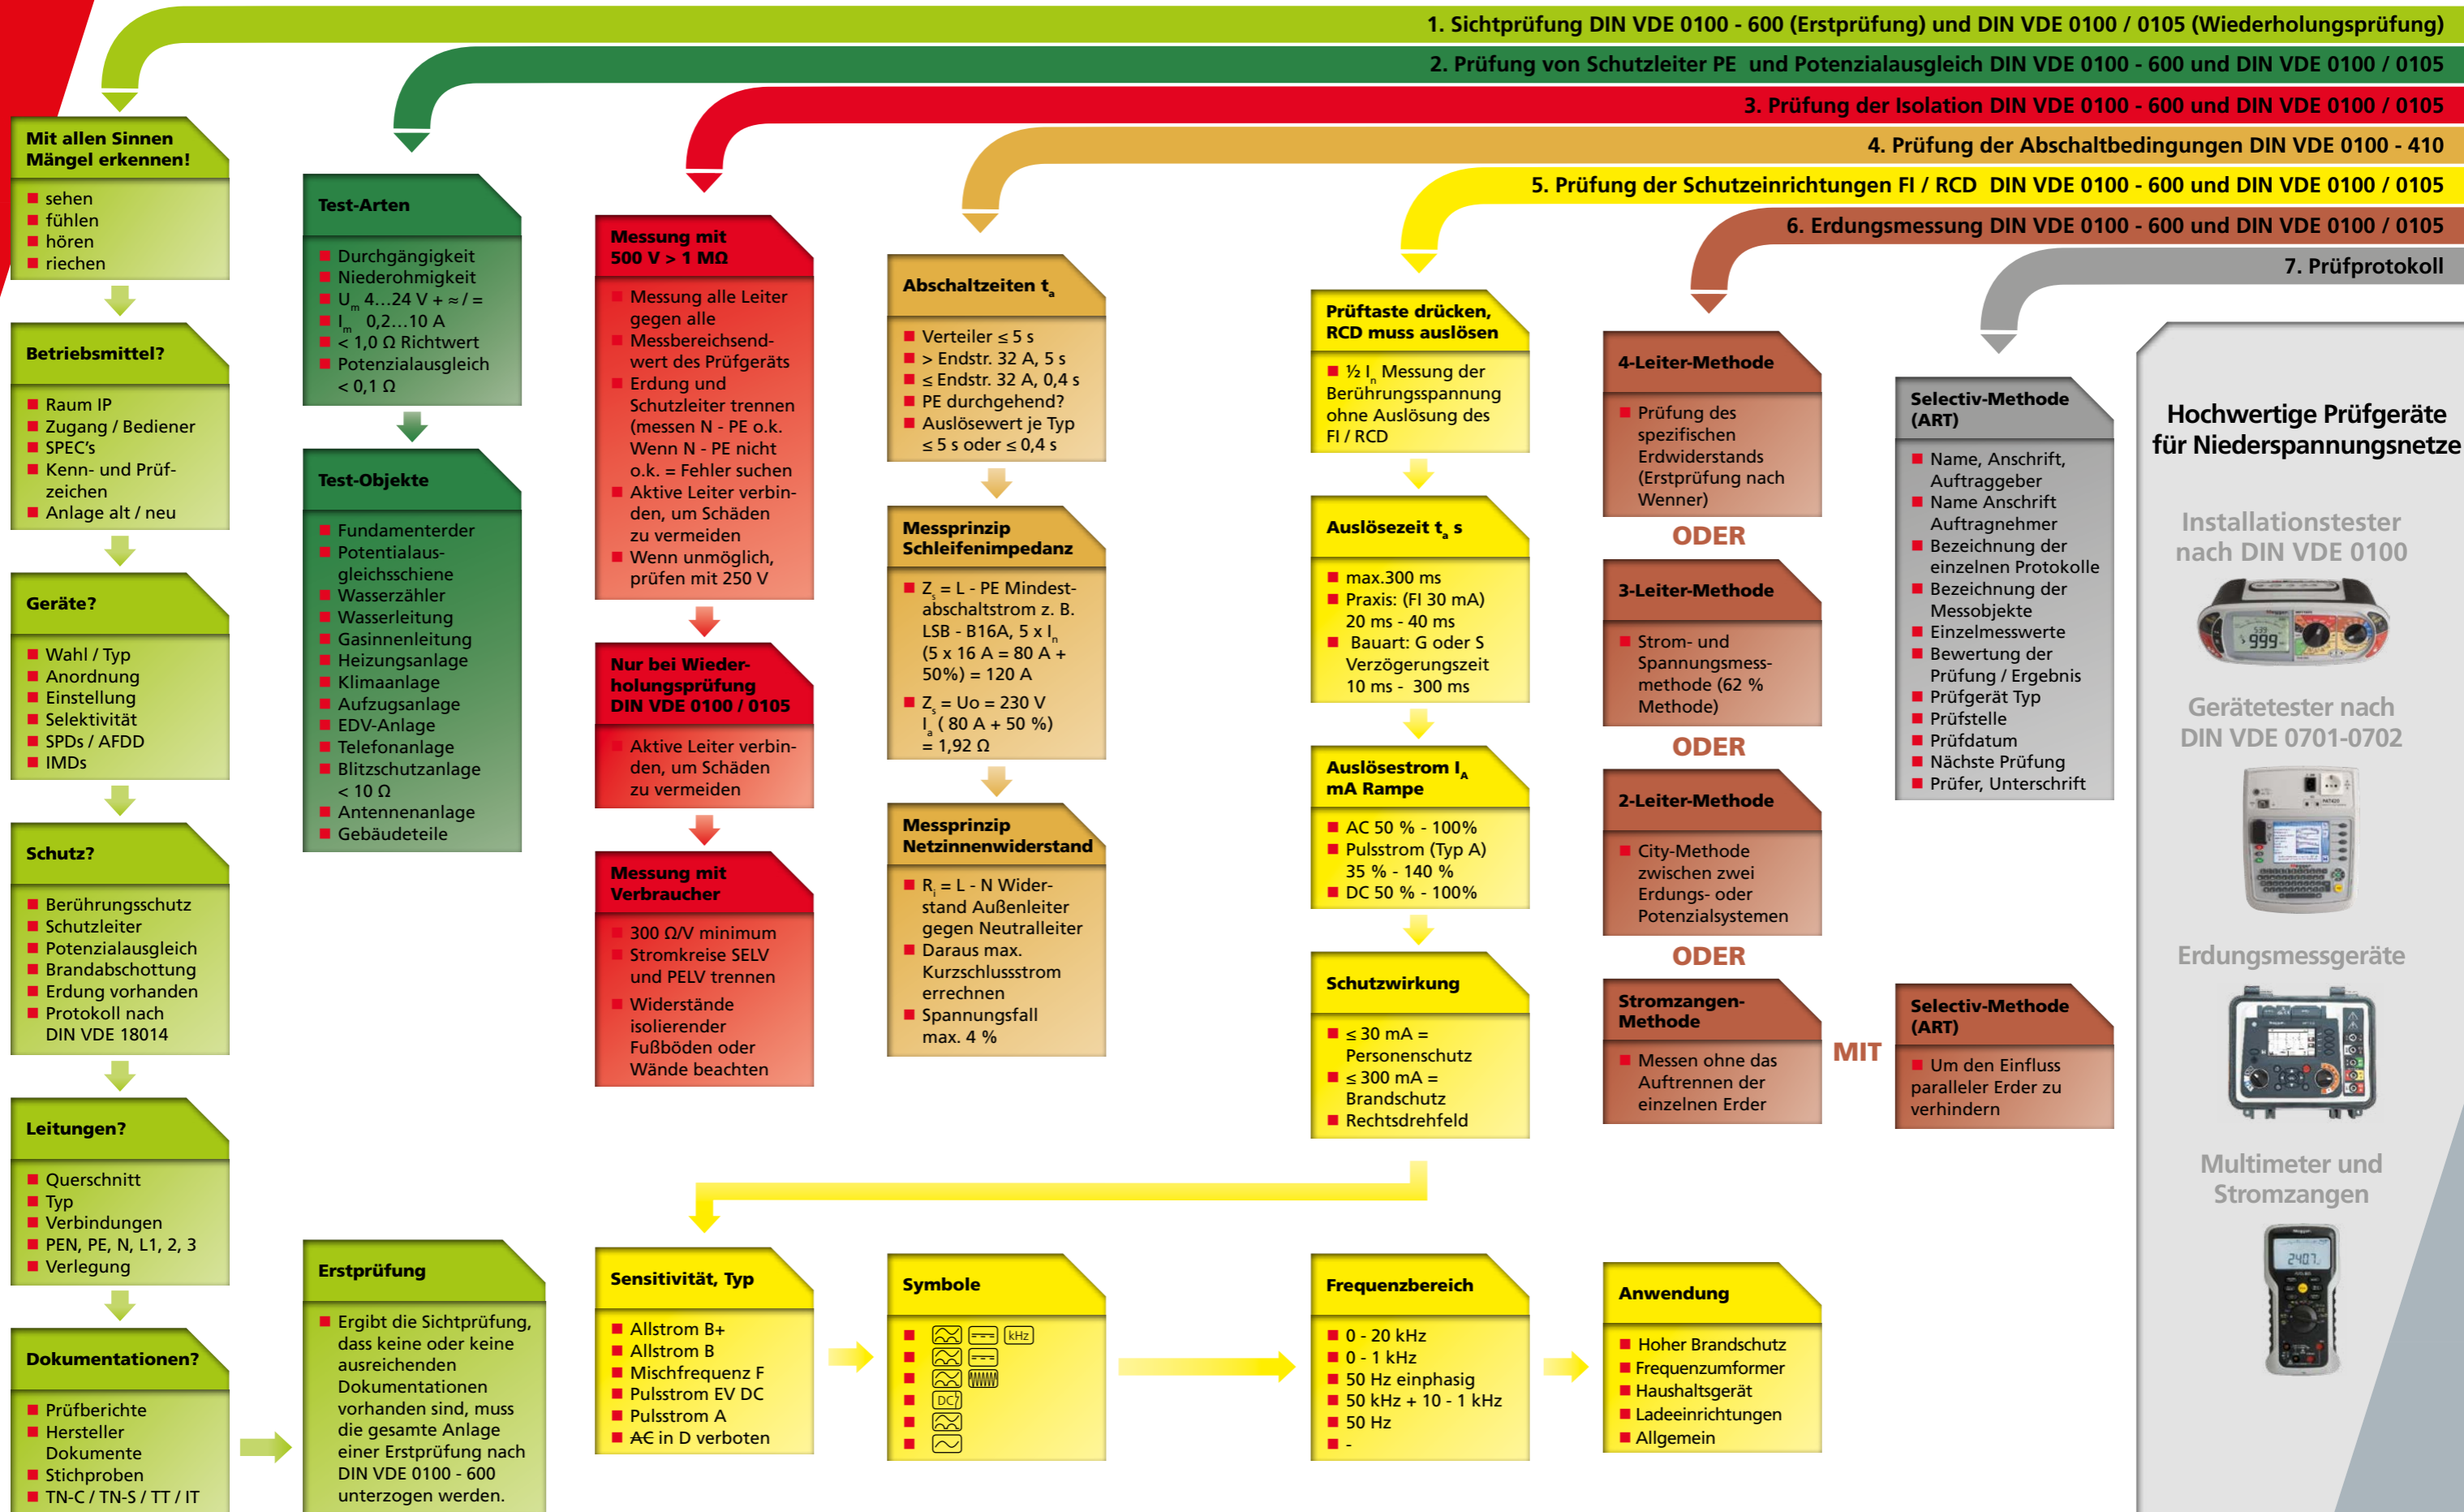 1. Sichtprüfung DIN VDE 0100 - 600 (Erstprüfung) und DIN VDE 0100 / 0105 (Wiederholungsprüfung)
2. Prüfung von Schutzleiter PE und Potenzialausgleich DIN VDE 0100 - 600 und DIN VDE 0100 / 0105
3. Prüfung der Isolation DIN VDE 0100 - 600 und DIN VDE 0100 / 0105
4. Prüfung der Abschaltbedingungen DIN VDE 0100 - 410
5. Prüfung der Schutzeinrichtungen FI / RCD DIN VDE 0100 - 600 und DIN VDE 0100 / 0105
6. Erdungsmessung DIN VDE 0100 - 600 und DIN VDE 0100 / 0105
7. Prüfprotokoll
Mit allen Sinnen
Mängel erkennen!
sehen
fühlen
hören
riechen
Betriebsmittel?
Raum IP
Zugang / Bediener
SPEC's
Kenn- und Prüf-
zeichen
Anlage alt / neu
Geräte?
Wahl / Typ
Anordnung
Einstellung
Selektivität
SPDs / AFDD
IMDs
Schutz?
Berührungsschutz
Schutzleiter
Potenzialausgleich
Brandabschottung
Erdung vorhanden
Protokoll nach
DIN VDE 18014
Leitungen?
Querschnitt
Typ
Verbindungen
PEN, PE, N, L1, 2, 3
Verlegung
Dokumentationen?
Prüfberichte
Hersteller
Dokumente
Stichproben
TN-C / TN-S / TT / IT
Erstprüfung
Ergibt die Sichtprüfung,
dass keine oder keine
ausreichenden
Dokumentationen
vorhanden sind, muss
die gesamte Anlage
einer Erstprüfung nach
DIN VDE 0100 - 600
unterzogen werden.
Test-Arten
Durchgängigkeit
Niederohmigkeit
Um 4…24 V + ≈ / =
Im 0,2…10 A
< 1,0 Ω Richtwert
Potenzialausgleich
< 0,1 Ω
Test-Objekte
Fundamenterder
Potentialaus-
gleichsschiene
Wasserzähler
Wasserleitung
Gasinnenleitung
Heizungsanlage
Klimaanlage
Aufzugsanlage
EDV-Anlage
Telefonanlage
Blitzschutzanlage
< 10 Ω
Antennenanlage
Gebäudeteile
Messung mit
500 V > 1 MΩ
Messung alle Leiter
gegen alle
Messbereichsend-
wert des Prüfgeräts
Erdung und
Schutzleiter trennen
(messen N - PE o.k.
Wenn N - PE nicht
o.k. = Fehler suchen
Aktive Leiter verbin-
den, um Schäden
zu vermeiden
Wenn unmöglich,
prüfen mit 250 V
Nur bei Wieder-
holungsprüfung
DIN VDE 0100 / 0105
Aktive Leiter verbin-
den, um Schäden
zu vermeiden
Messung mit
Verbraucher
300 Ω/V minimum
Stromkreise SELV
und PELV trennen
Widerstände
isolierender
Fußböden oder
Wände beachten
Abschaltzeiten ta
Verteiler ≤ 5 s
> Endstr. 32 A, 5 s
≤ Endstr. 32 A, 0,4 s
PE durchgehend?
Auslösewert je Typ
≤ 5 s oder ≤ 0,4 s
Messprinzip
Schleifenimpedanz
Zs = L - PE Mindest-
abschaltstrom z. B.
LSB - B16A, 5 x In
(5 x 16 A = 80 A +
50%) = 120 A
Zs = Uo = 230 V
Ia ( 80 A + 50 %)
= 1,92 Ω
Messprinzip
Netzinnenwiderstand
Ri = L - N Wider-
stand Außenleiter
gegen Neutralleiter
Daraus max.
Kurzschlussstrom
errechnen
Spannungsfall
max. 4 %
Prüftaste drücken,
RCD muss auslösen
½ In Messung der
Berührungsspannung
ohne Auslösung des
FI / RCD
Auslösezeit ta s
max.300 ms
Praxis: (FI 30 mA)
20 ms - 40 ms
Bauart: G oder S
Verzögerungszeit
10 ms - 300 ms
Auslösestrom IA
mA Rampe
AC 50 % - 100%
Pulsstrom (Typ A)
35 % - 140 %
DC 50 % - 100%
Schutzwirkung
≤ 30 mA =
Personenschutz
≤ 300 mA =
Brandschutz
Rechtsdrehfeld
Sensitivität, Typ
Allstrom B+
Allstrom B
Mischfrequenz F
Pulsstrom EV DC
Pulsstrom A
AC in D verboten
Symbole
kHz
DC
Frequenzbereich
0 - 20 kHz
0 - 1 kHz
50 Hz einphasig
50 kHz + 10 - 1 kHz
50 Hz
-
Anwendung
Hoher Brandschutz
Frequenzumformer
Haushaltsgerät
Ladeeinrichtungen
Allgemein
4-Leiter-Methode
Prüfung des
spezifischen
Erdwiderstands
(Erstprüfung nach
Wenner)
ODER
3-Leiter-Methode
Strom- und
Spannungsmess-
methode (62 %
Methode)
ODER
2-Leiter-Methode
City-Methode
zwischen zwei
Erdungs- oder
Potenzialsystemen
ODER
Stromzangen-
Methode
Messen ohne das
Auftrennen der
einzelnen Erder
MIT
Selectiv-Methode
(ART)
Um den Einfluss
paralleler Erder zu
verhindern
Selectiv-Methode
(ART)
Name, Anschrift,
Auftraggeber
Name Anschrift
Auftragnehmer
Bezeichnung der
einzelnen Protokolle
Bezeichnung der
Messobjekte
Einzelmesswerte
Bewertung der
Prüfung / Ergebnis
Prüfgerät Typ
Prüfstelle
Prüfdatum
Nächste Prüfung
Prüfer, Unterschrift
Hochwertige Prüfgeräte
für Niederspannungsnetze
Installationstester
nach DIN VDE 0100
999
Gerätetester nach
DIN VDE 0701-0702
Erdungsmessgeräte
Multimeter und
Stromzangen
240.7